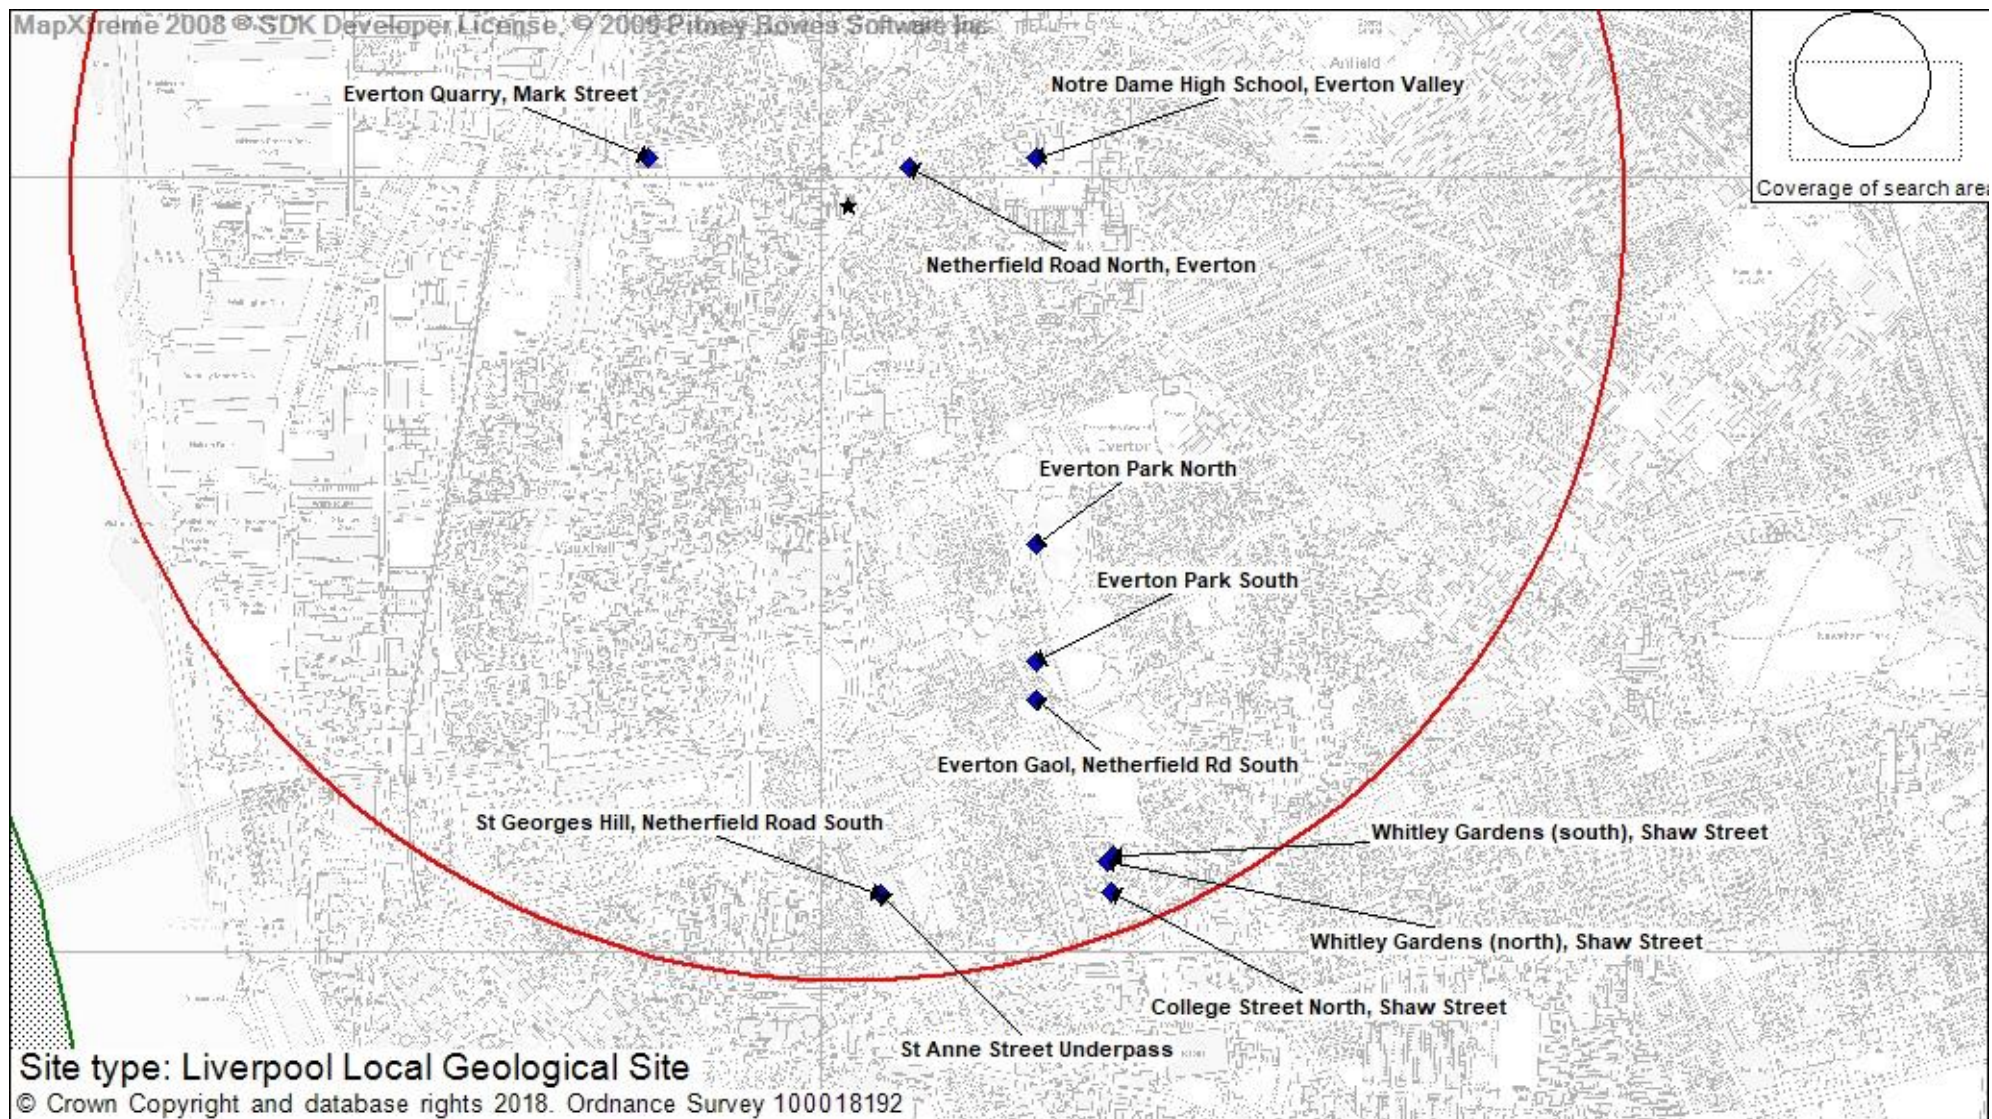 MapXtreme 2008 ® SDK Developer License. © 2009 Pitney Bowes Software Inc.
Anfield
Notre Dame High School, Everton Valley
Everton Quarry, Mark Street
Coverage of search area
Netherfield Road North, Everton
Everton
Everton Park North
Vauxhall
Everton Park South
Everton Gaol, Netherfield Rd South
St Georges Hill, Netherfield Road South
Whitley Gardens (south), Shaw Street
Whitley Gardens (north), Shaw Street
College Street North, Shaw Street
St Anne Street Underpass
Site type: Liverpool Local Geological Site
© Crown Copyright and database rights 2018. Ordnance Survey 100018192